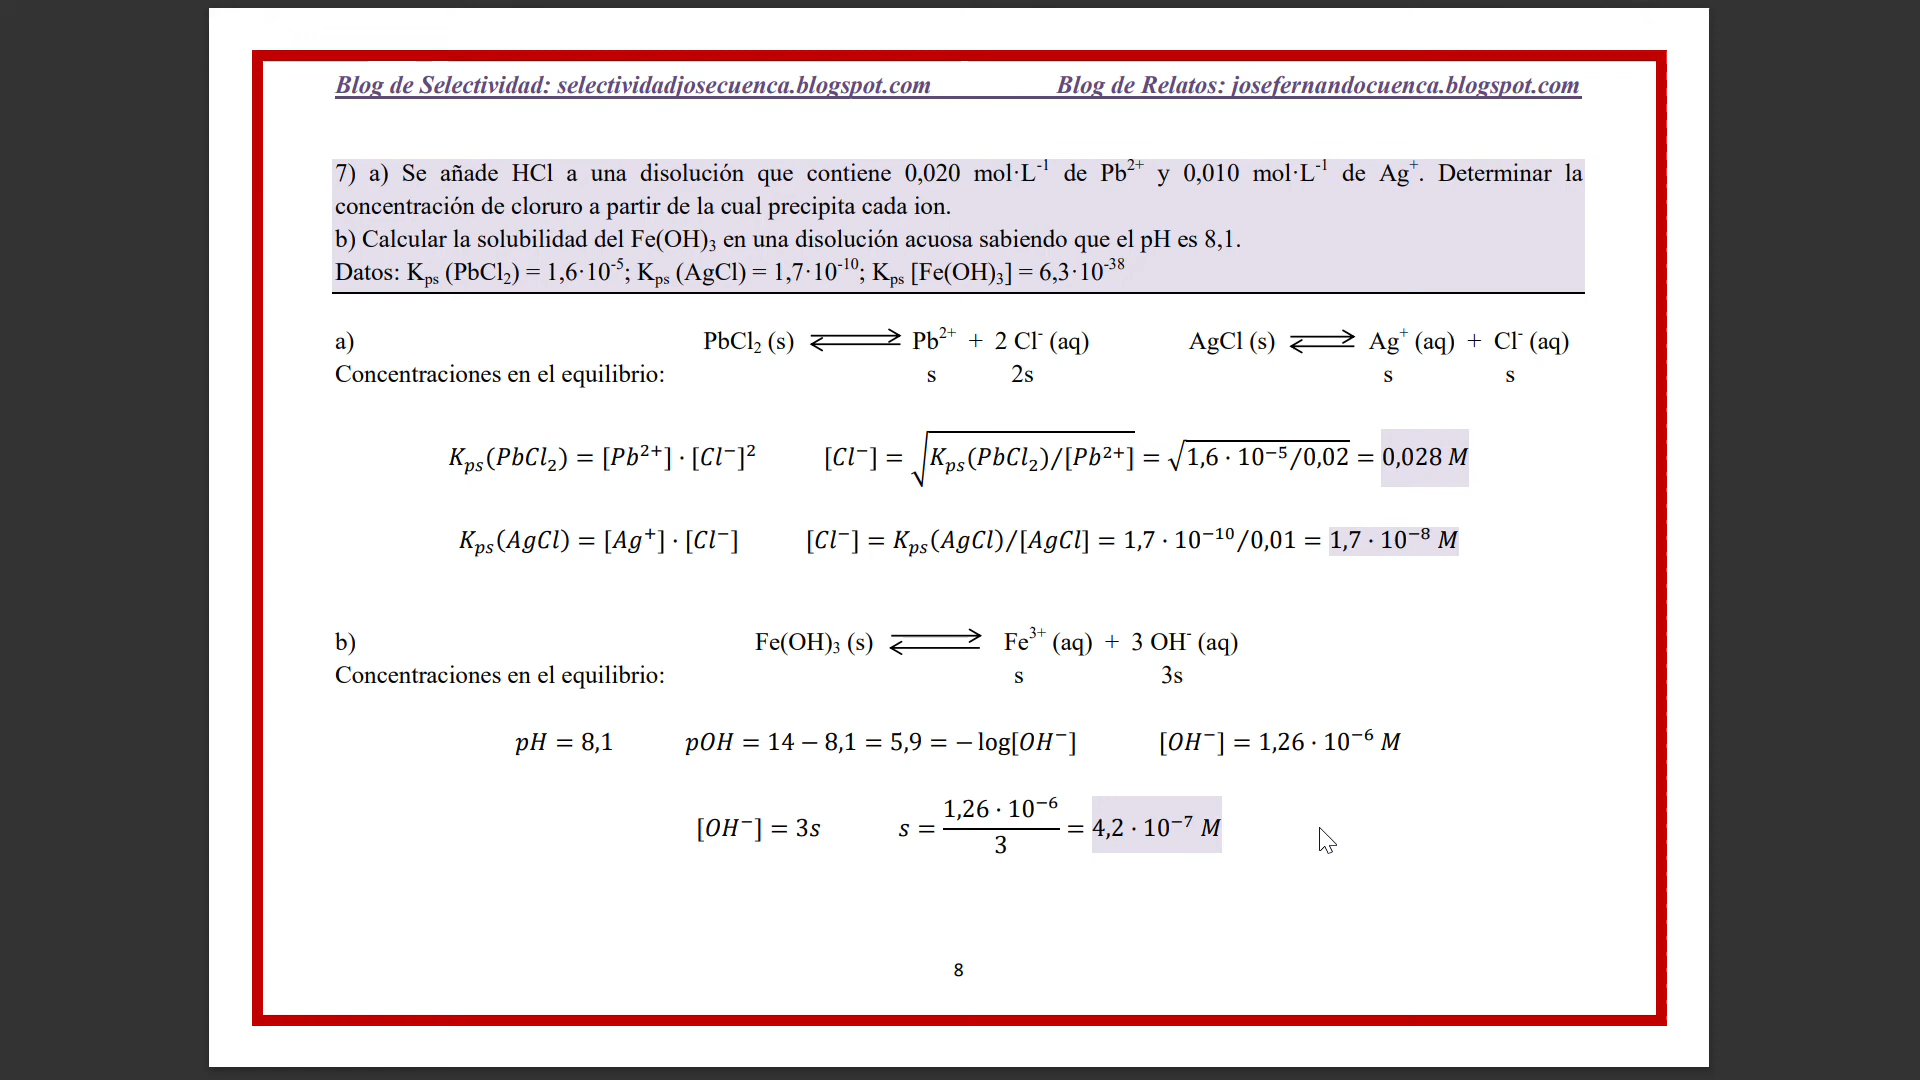 Blog de Selectividad: selectividadjosecuenca.blogspot.com Blog de Relatos: josefernandocuenca.blogspot.com
7) a) Se añade HCl a una disolución que contiene 0,020 mol·L⁻¹ de Pb²⁺ y 0,010 mol·L⁻¹ de Ag⁺. Determinar la
concentración de cloruro a partir de la cual precipita cada ion.
b) Calcular la solubilidad del Fe(OH)₃ en una disolución acuosa sabiendo que el pH es 8,1.
Datos: Kₚₛ (PbCl₂) = 1,6·10⁻⁵; Kₚₛ (AgCl) = 1,7·10⁻¹⁰; Kₚₛ [Fe(OH)₃] = 6,3·10⁻³⁸
a) PbCl₂ (s) ⇄ Pb²⁺ + 2 Cl⁻ (aq) AgCl (s) ⇄ Ag⁺ (aq) + Cl⁻ (aq)
Concentraciones en el equilibrio: s 2s s s
Kₚₛ(PbCl₂) = [Pb²⁺] · [Cl⁻]² [Cl⁻] = √(Kₚₛ(PbCl₂)/[Pb²⁺]) = √(1,6 · 10⁻⁵/0,02) = 0,028 M
Kₚₛ(AgCl) = [Ag⁺] · [Cl⁻] [Cl⁻] = Kₚₛ(AgCl)/[AgCl] = 1,7 · 10⁻¹⁰/0,01 = 1,7 · 10⁻⁸ M
b) Fe(OH)₃ (s) ⇄ Fe³⁺ (aq) + 3 OH⁻ (aq)
Concentraciones en el equilibrio: s 3s
pH = 8,1 pOH = 14 − 8,1 = 5,9 = − log[OH⁻] [OH⁻] = 1,26 · 10⁻⁶ M
[OH⁻] = 3s s = 1,26 · 10⁻⁶ / 3 = 4,2 · 10⁻⁷ M
8